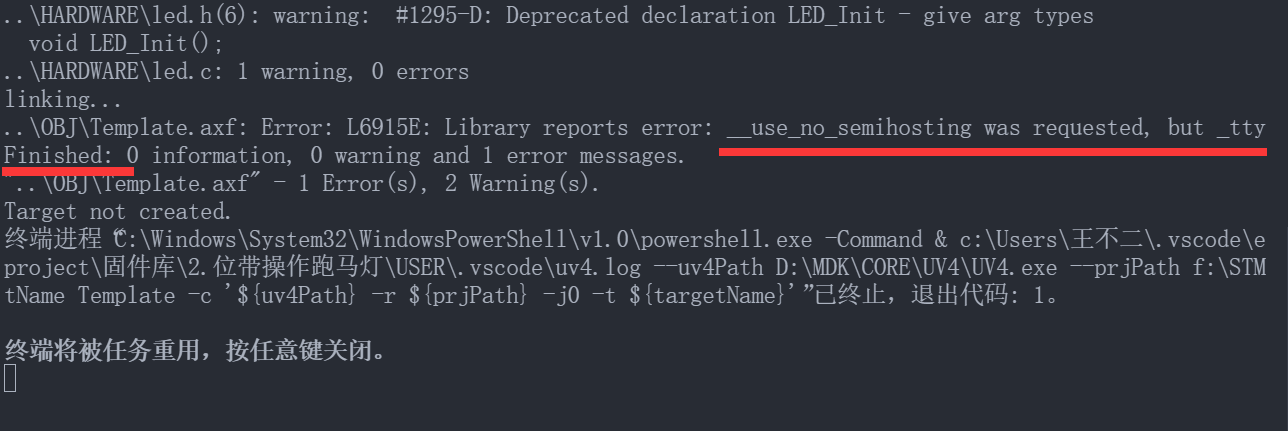 ..\HARDWARE\led.h(6): warning:  #1295-D: Deprecated declaration LED_Init - give arg types
  void LED_Init();
..\HARDWARE\led.c: 1 warning, 0 errors
linking...
..\OBJ\Template.axf: Error: L6915E: Library reports error: __use_no_semihosting was requested, but _tty
Finished: 0 information, 0 warning and 1 error messages.
"..\OBJ\Template.axf" - 1 Error(s), 2 Warning(s).
Target not created.
终端进程“C:\Windows\System32\WindowsPowerShell\v1.0\powershell.exe -Command & c:\Users\王不二\.vscode\e
project\固件库\2.位带操作跑马灯\USER\.vscode\uv4.log --uv4Path D:\MDK\CORE\UV4\UV4.exe --prjPath f:\STM
tName Template -c '${uv4Path} -r ${prjPath} -j0 -t ${targetName}'”已终止，退出代码: 1。
终端将被任务重用，按任意键关闭。